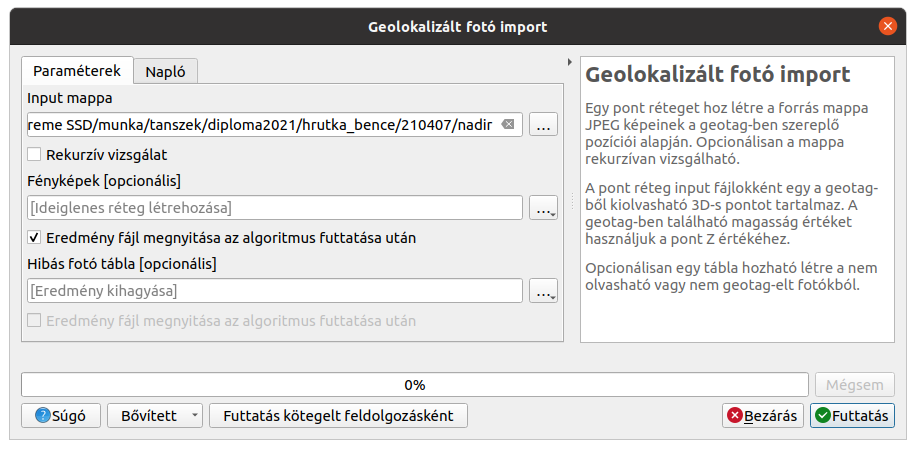 Geolokalizált fotó import
Paraméterek
Napló
Input mappa
reme SSD/munka/tanszek/diploma2021/hrutka_bence/210407/nadir
...
Rekurzív vizsgálat
Fényképek [opcionális]
[Ideiglenes réteg létrehozása]
...
Eredmény fájl megnyitása az algoritmus futtatása után
Hibás fotó tábla [opcionális]
[Eredmény kihagyása]
...
Eredmény fájl megnyitása az algoritmus futtatása után
Geolokalizált fotó import
Egy pont réteget hoz létre a forrás mappa
JPEG képeinek a geotag-ben szereplő
pozíciói alapján. Opcionálisan a mappa
rekurzívan vizsgálható.
A pont réteg input fájlokként egy a geotag-
ből kiolvasható 3D-s pontot tartalmaz. A
geotag-ben található magasság értéket
használjuk a pont Z értékéhez.
Opcionálisan egy tábla hozható létre a nem
olvasható vagy nem geotag-elt fotókból.
0%
Mégsem
Súgó
Bővített
Futtatás kötegelt feldolgozásként
Bezárás
Futtatás